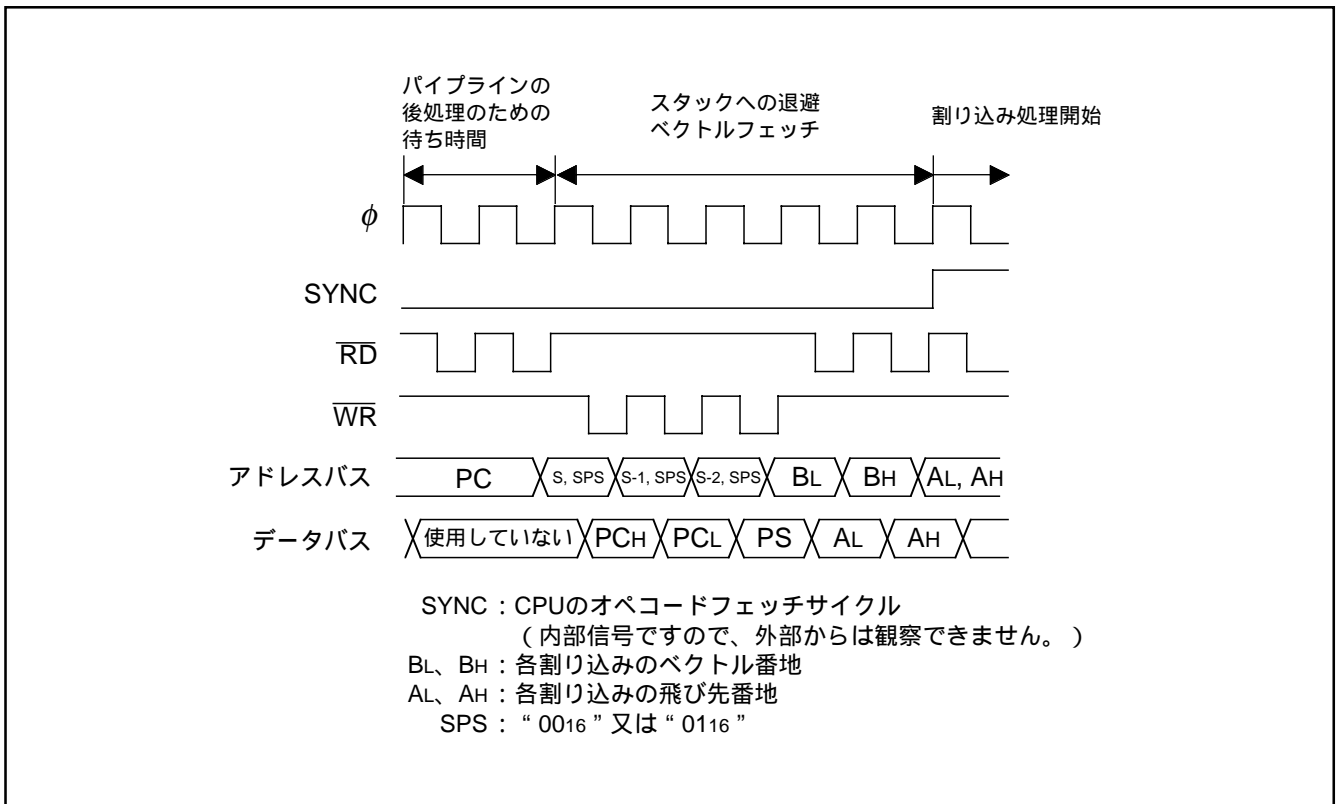 パイプラインの
後処理のための
待ち時間
スタックへの退避
ベクトルフェッチ
割り込み処理開始
φ
SYNC
RD
WR
アドレスバス PC S, SPS S-1, SPS S-2, SPS BL BH AL, AH
データバス 使用していない PCH PCL PS AL AH
SYNC : CPUのオペコードフェッチサイクル
( 内部信号ですので、外部からは観察できません。 )
BL、BH : 各割り込みのベクトル番地
AL、AH : 各割り込みの飛び先番地
SPS : “ 0016 ” 又は “ 0116 ”